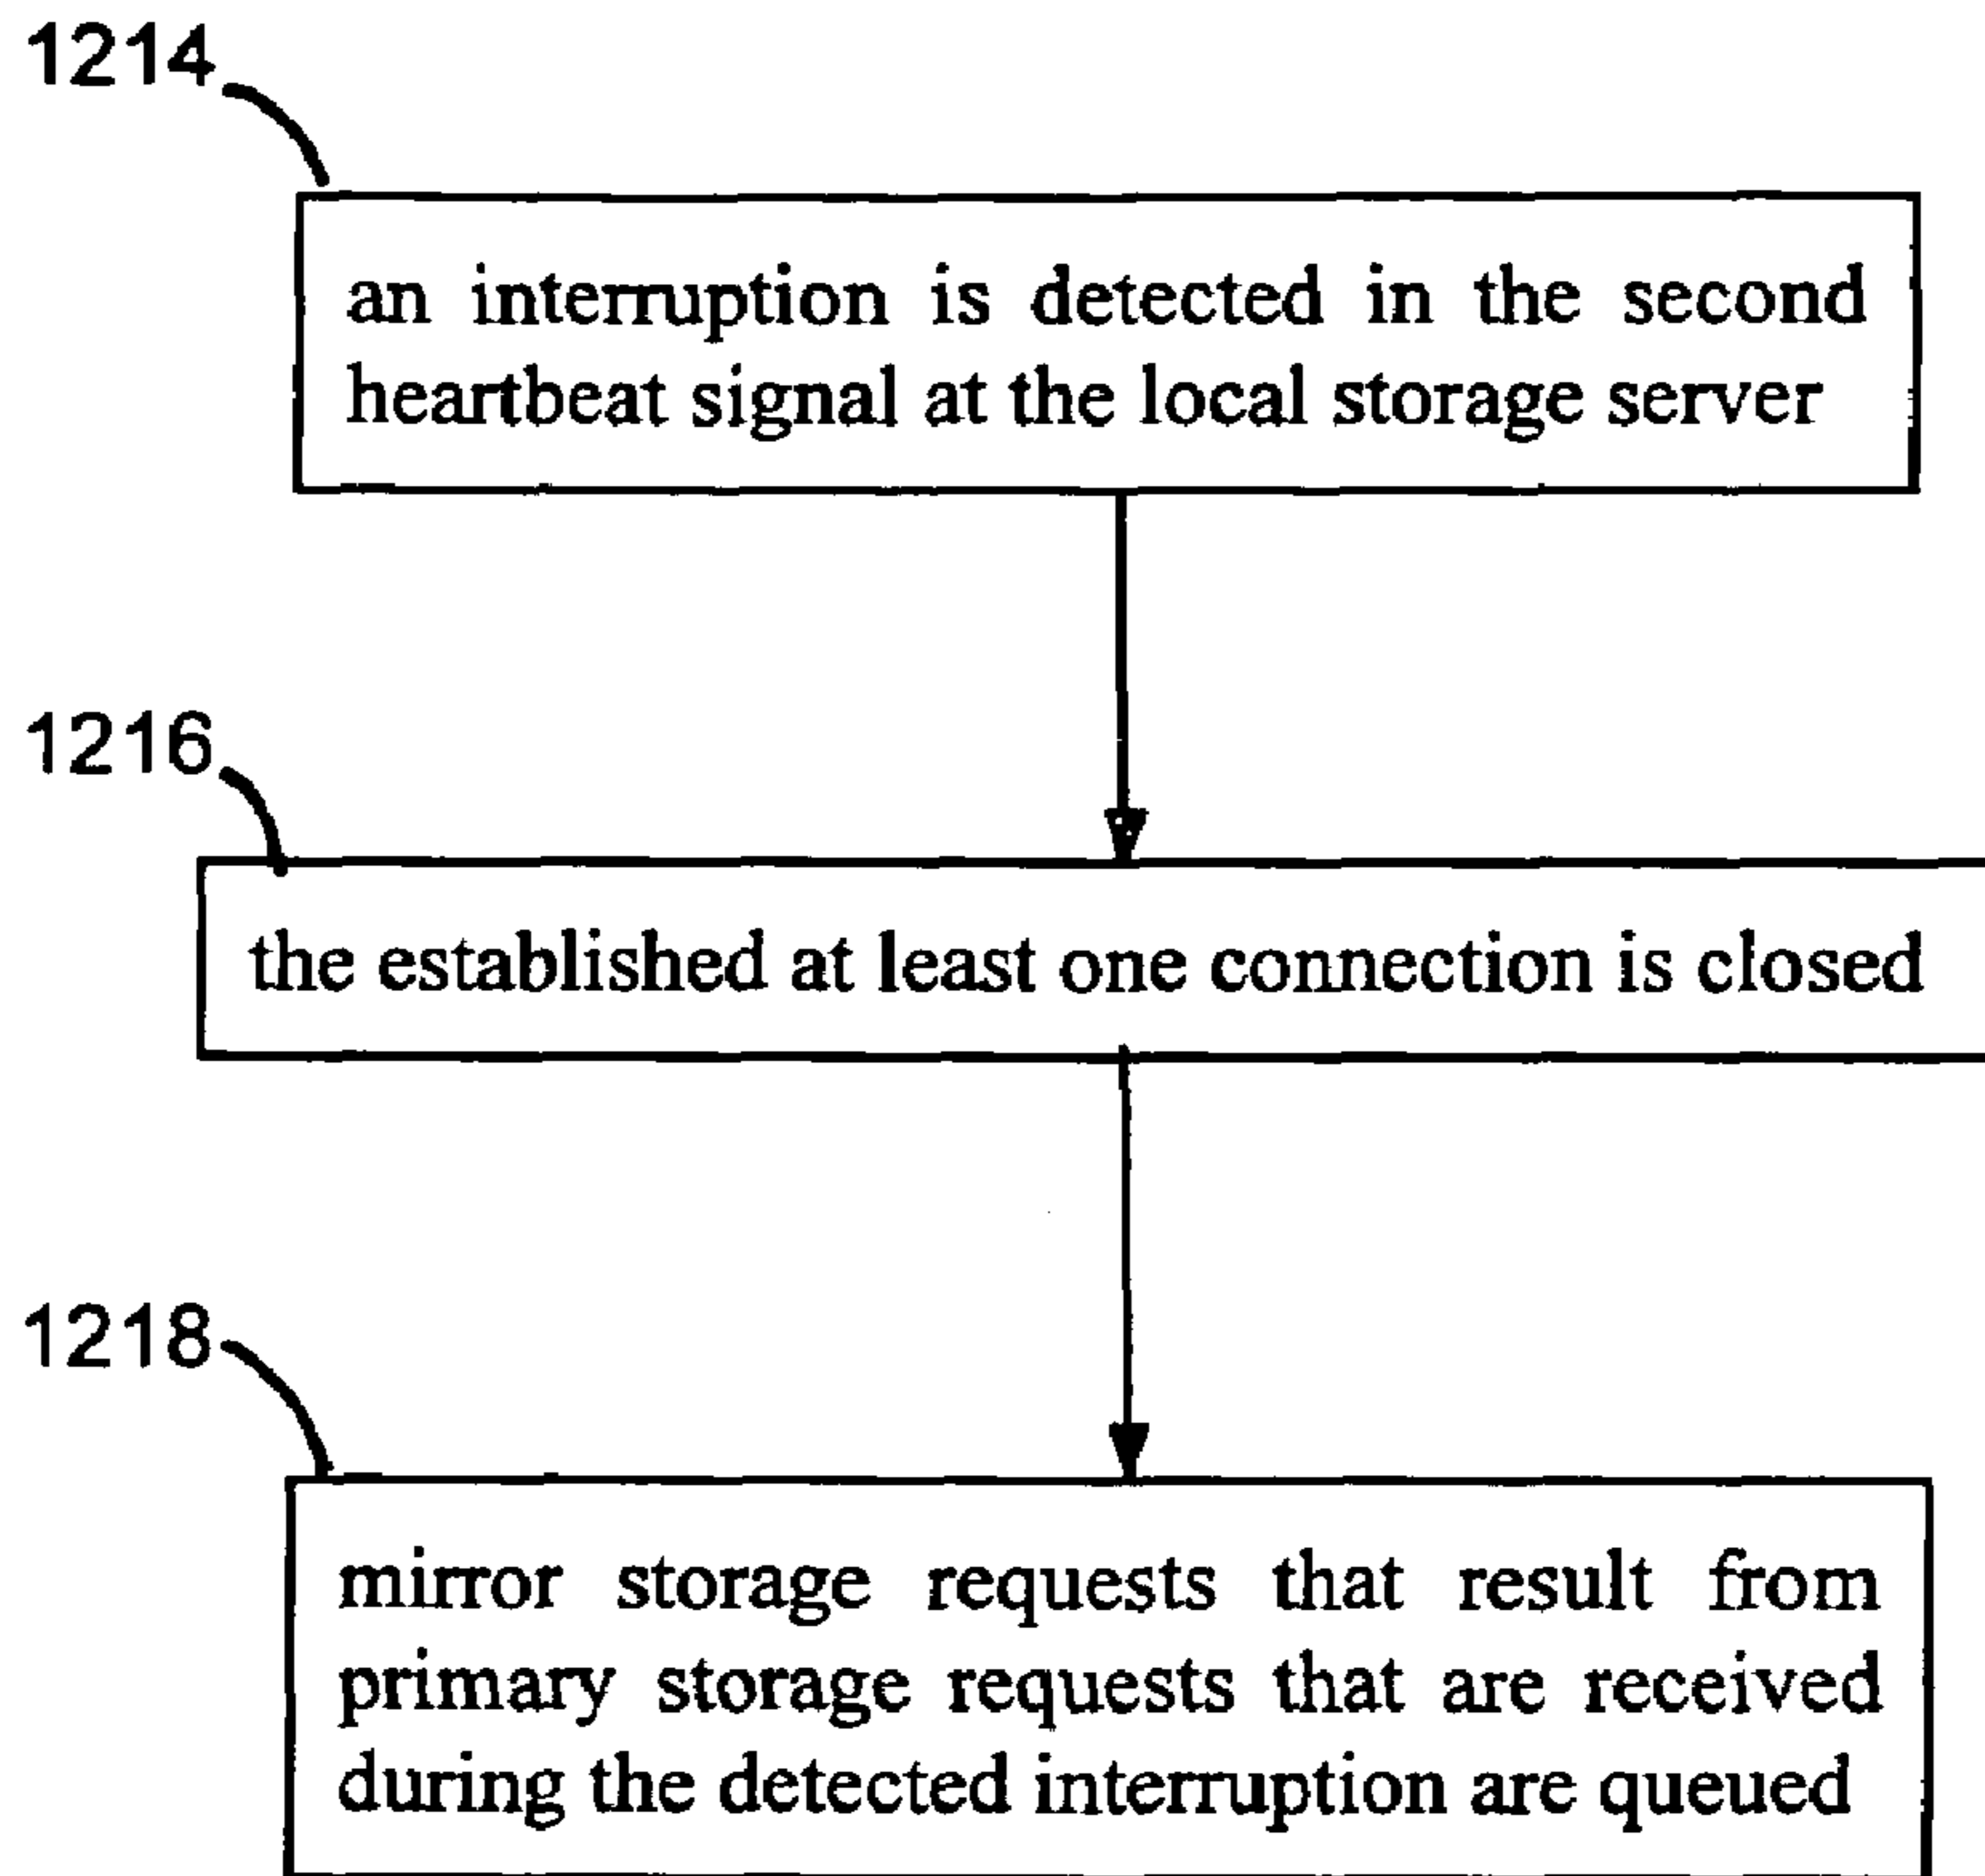 1214
an interruption is detected in the second
heartbeat signal at the local storage server
1216
the established at least one connection is closed
1218
mirror storage requests that result from
primary storage requests that are received
during the detected interruption are queued